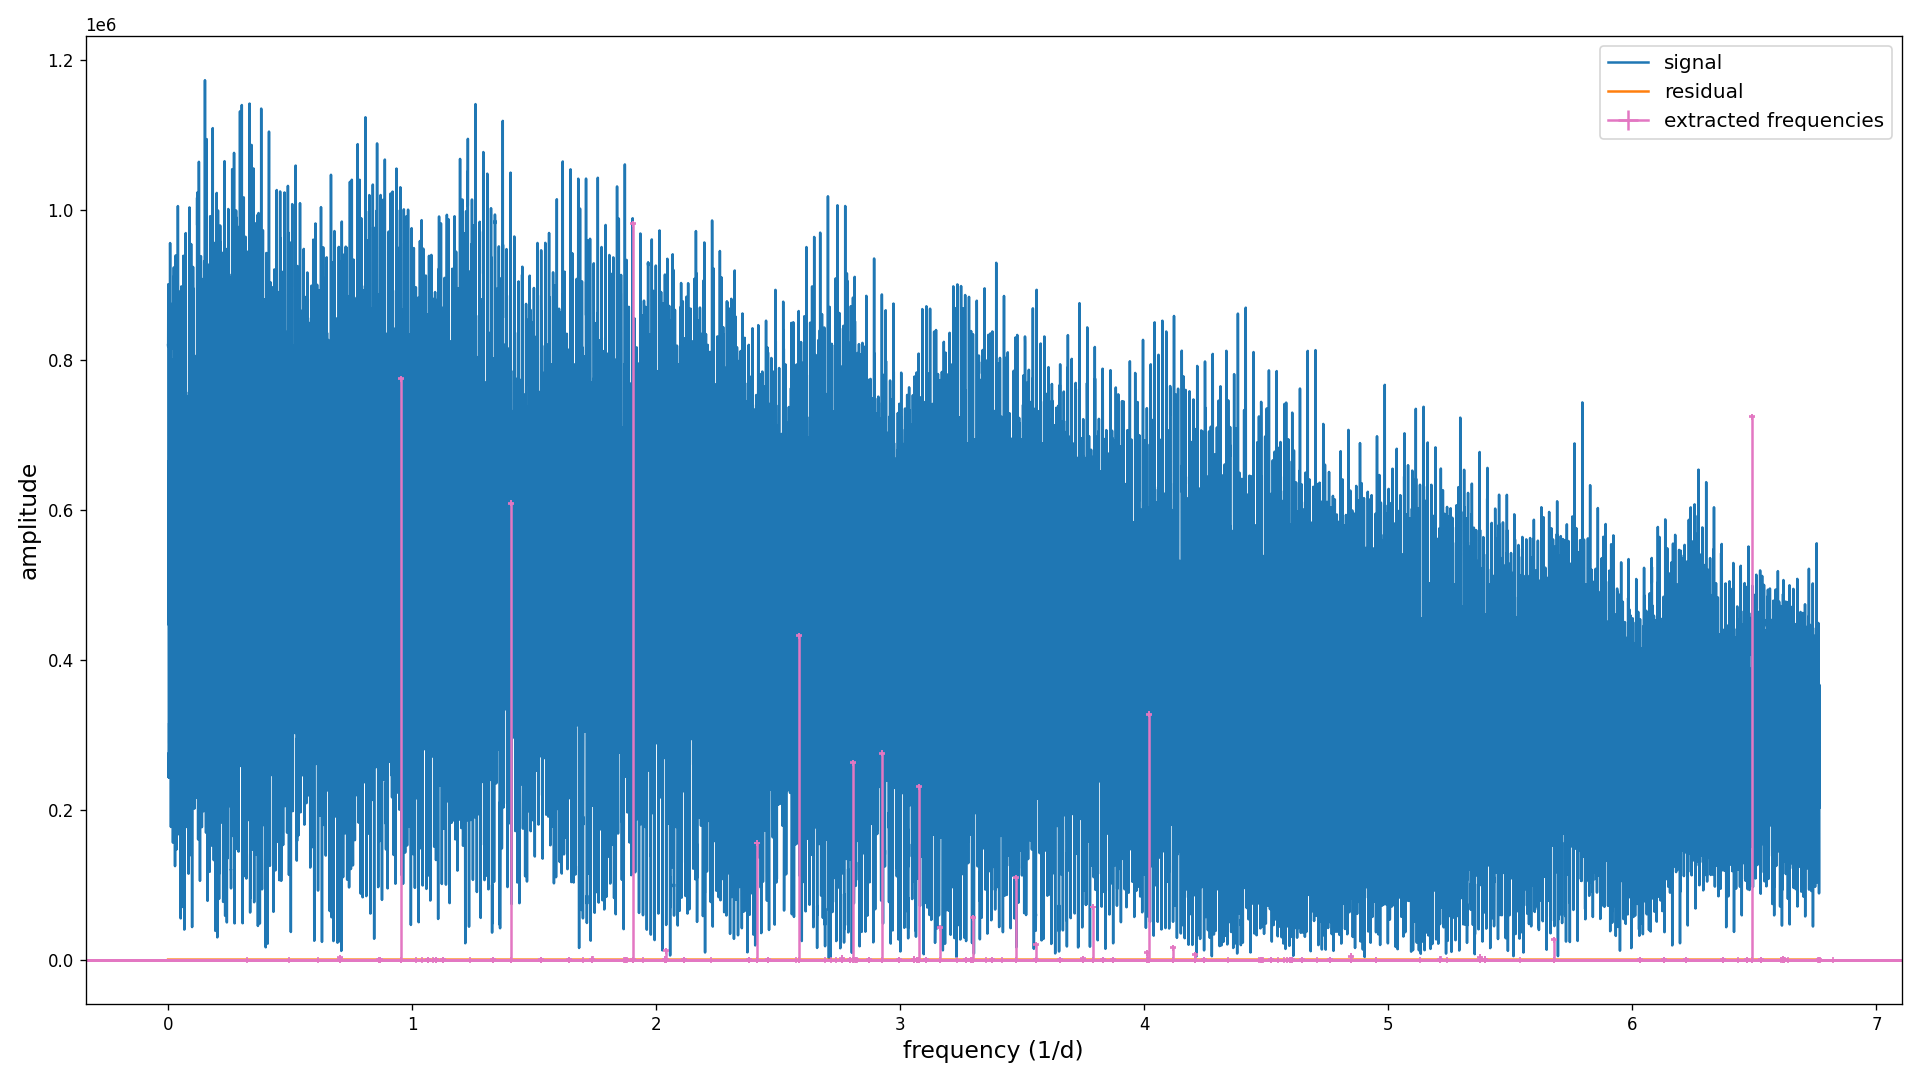 1e6
1.2
1.0
0.8
0.6
0.4
0.2
0.0
amplitude
signal
residual
extracted frequencies
0 1 2 3 4 5 6 7
frequency (1/d)